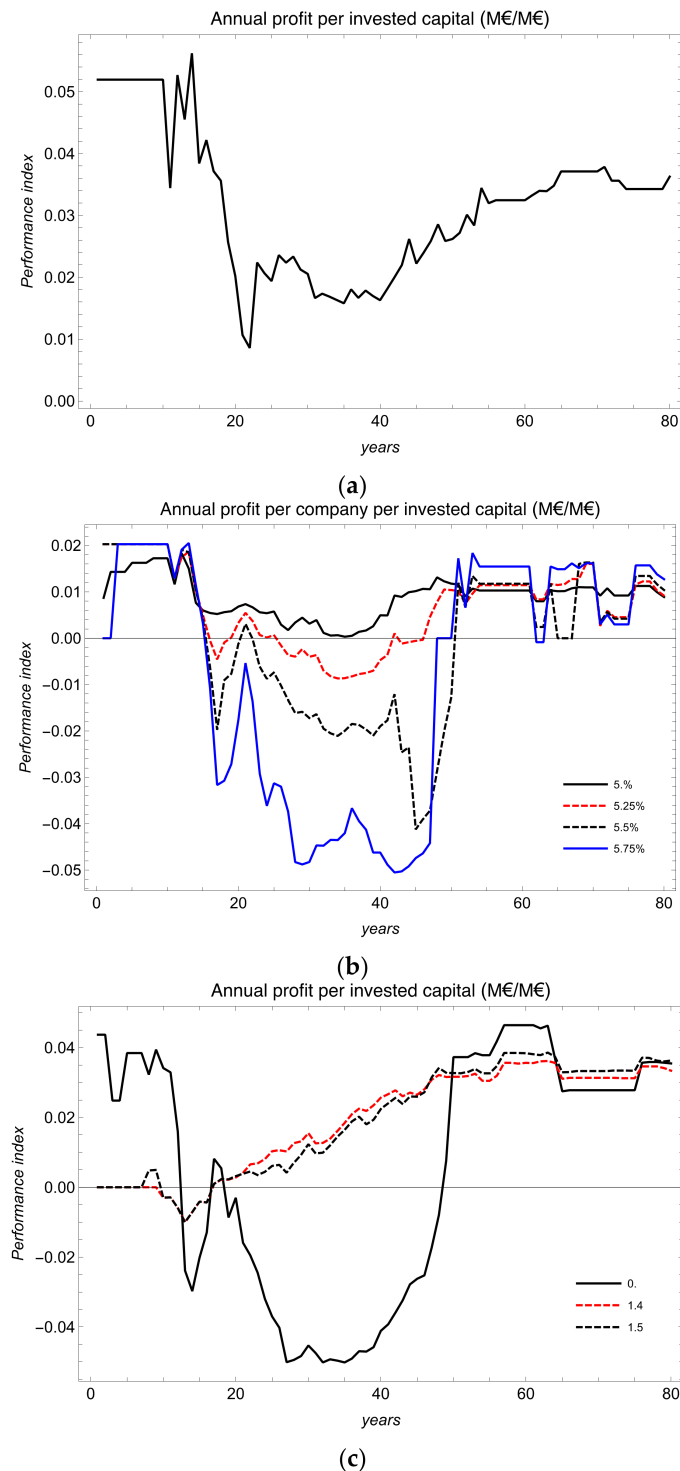 Annual profit per invested capital (M€/M€)
Performance index
0.05
0.04
0.03
0.02
0.01
0.00
0 20 40 60 80
years
(a)
Annual profit per company per invested capital (M€/M€)
Performance index
0.02
0.01
0.00
−0.01
−0.02
−0.03
−0.04
−0.05
5.%
5.25%
5.5%
5.75%
0 20 40 60 80
years
(b)
Annual profit per invested capital (M€/M€)
Performance index
0.04
0.02
0.00
−0.02
−0.04
0.
1.4
1.5
0 20 40 60 80
years
(c)